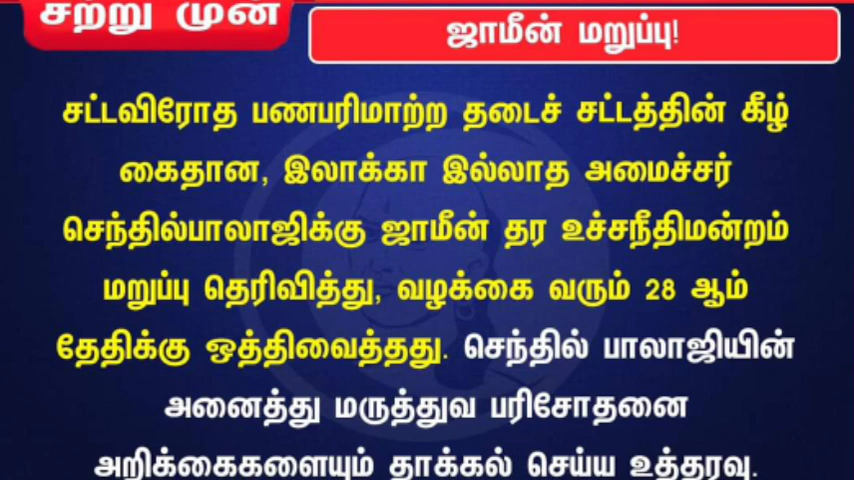 சற்று முன்
ஜாமீன் மறுப்பு!
சட்டவிரோத பணபரிமாற்ற தடைச் சட்டத்தின் கீழ்
கைதான, இலாக்கா இல்லாத அமைச்சர்
செந்தில்பாலாஜிக்கு ஜாமீன் தர உச்சநீதிமன்றம்
மறுப்பு தெரிவித்து, வழக்கை வரும் 28 ஆம்
தேதிக்கு ஒத்திவைத்தது. செந்தில் பாலாஜியின்
அனைத்து மருத்துவ பரிசோதனை
அறிக்கைகளையும் தாக்கல் செய்ய உத்தரவு.